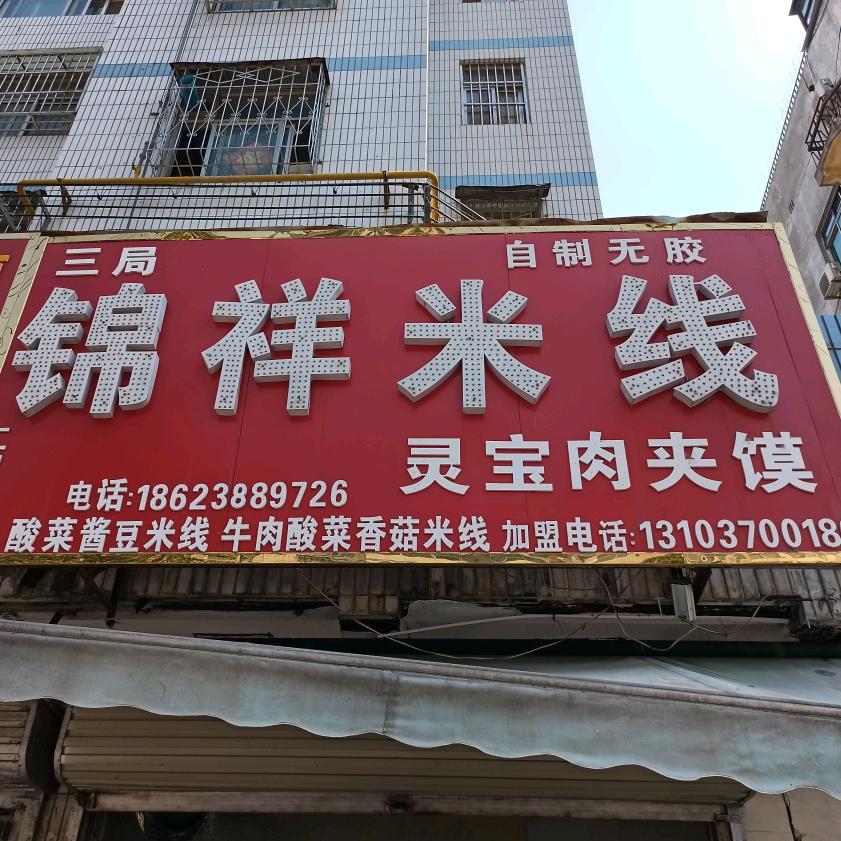 三局 自制无胶
锦祥米线
灵宝肉夹馍
电话:18623889726
酸菜酱豆米线 牛肉酸菜香菇米线 加盟电话:1310370018